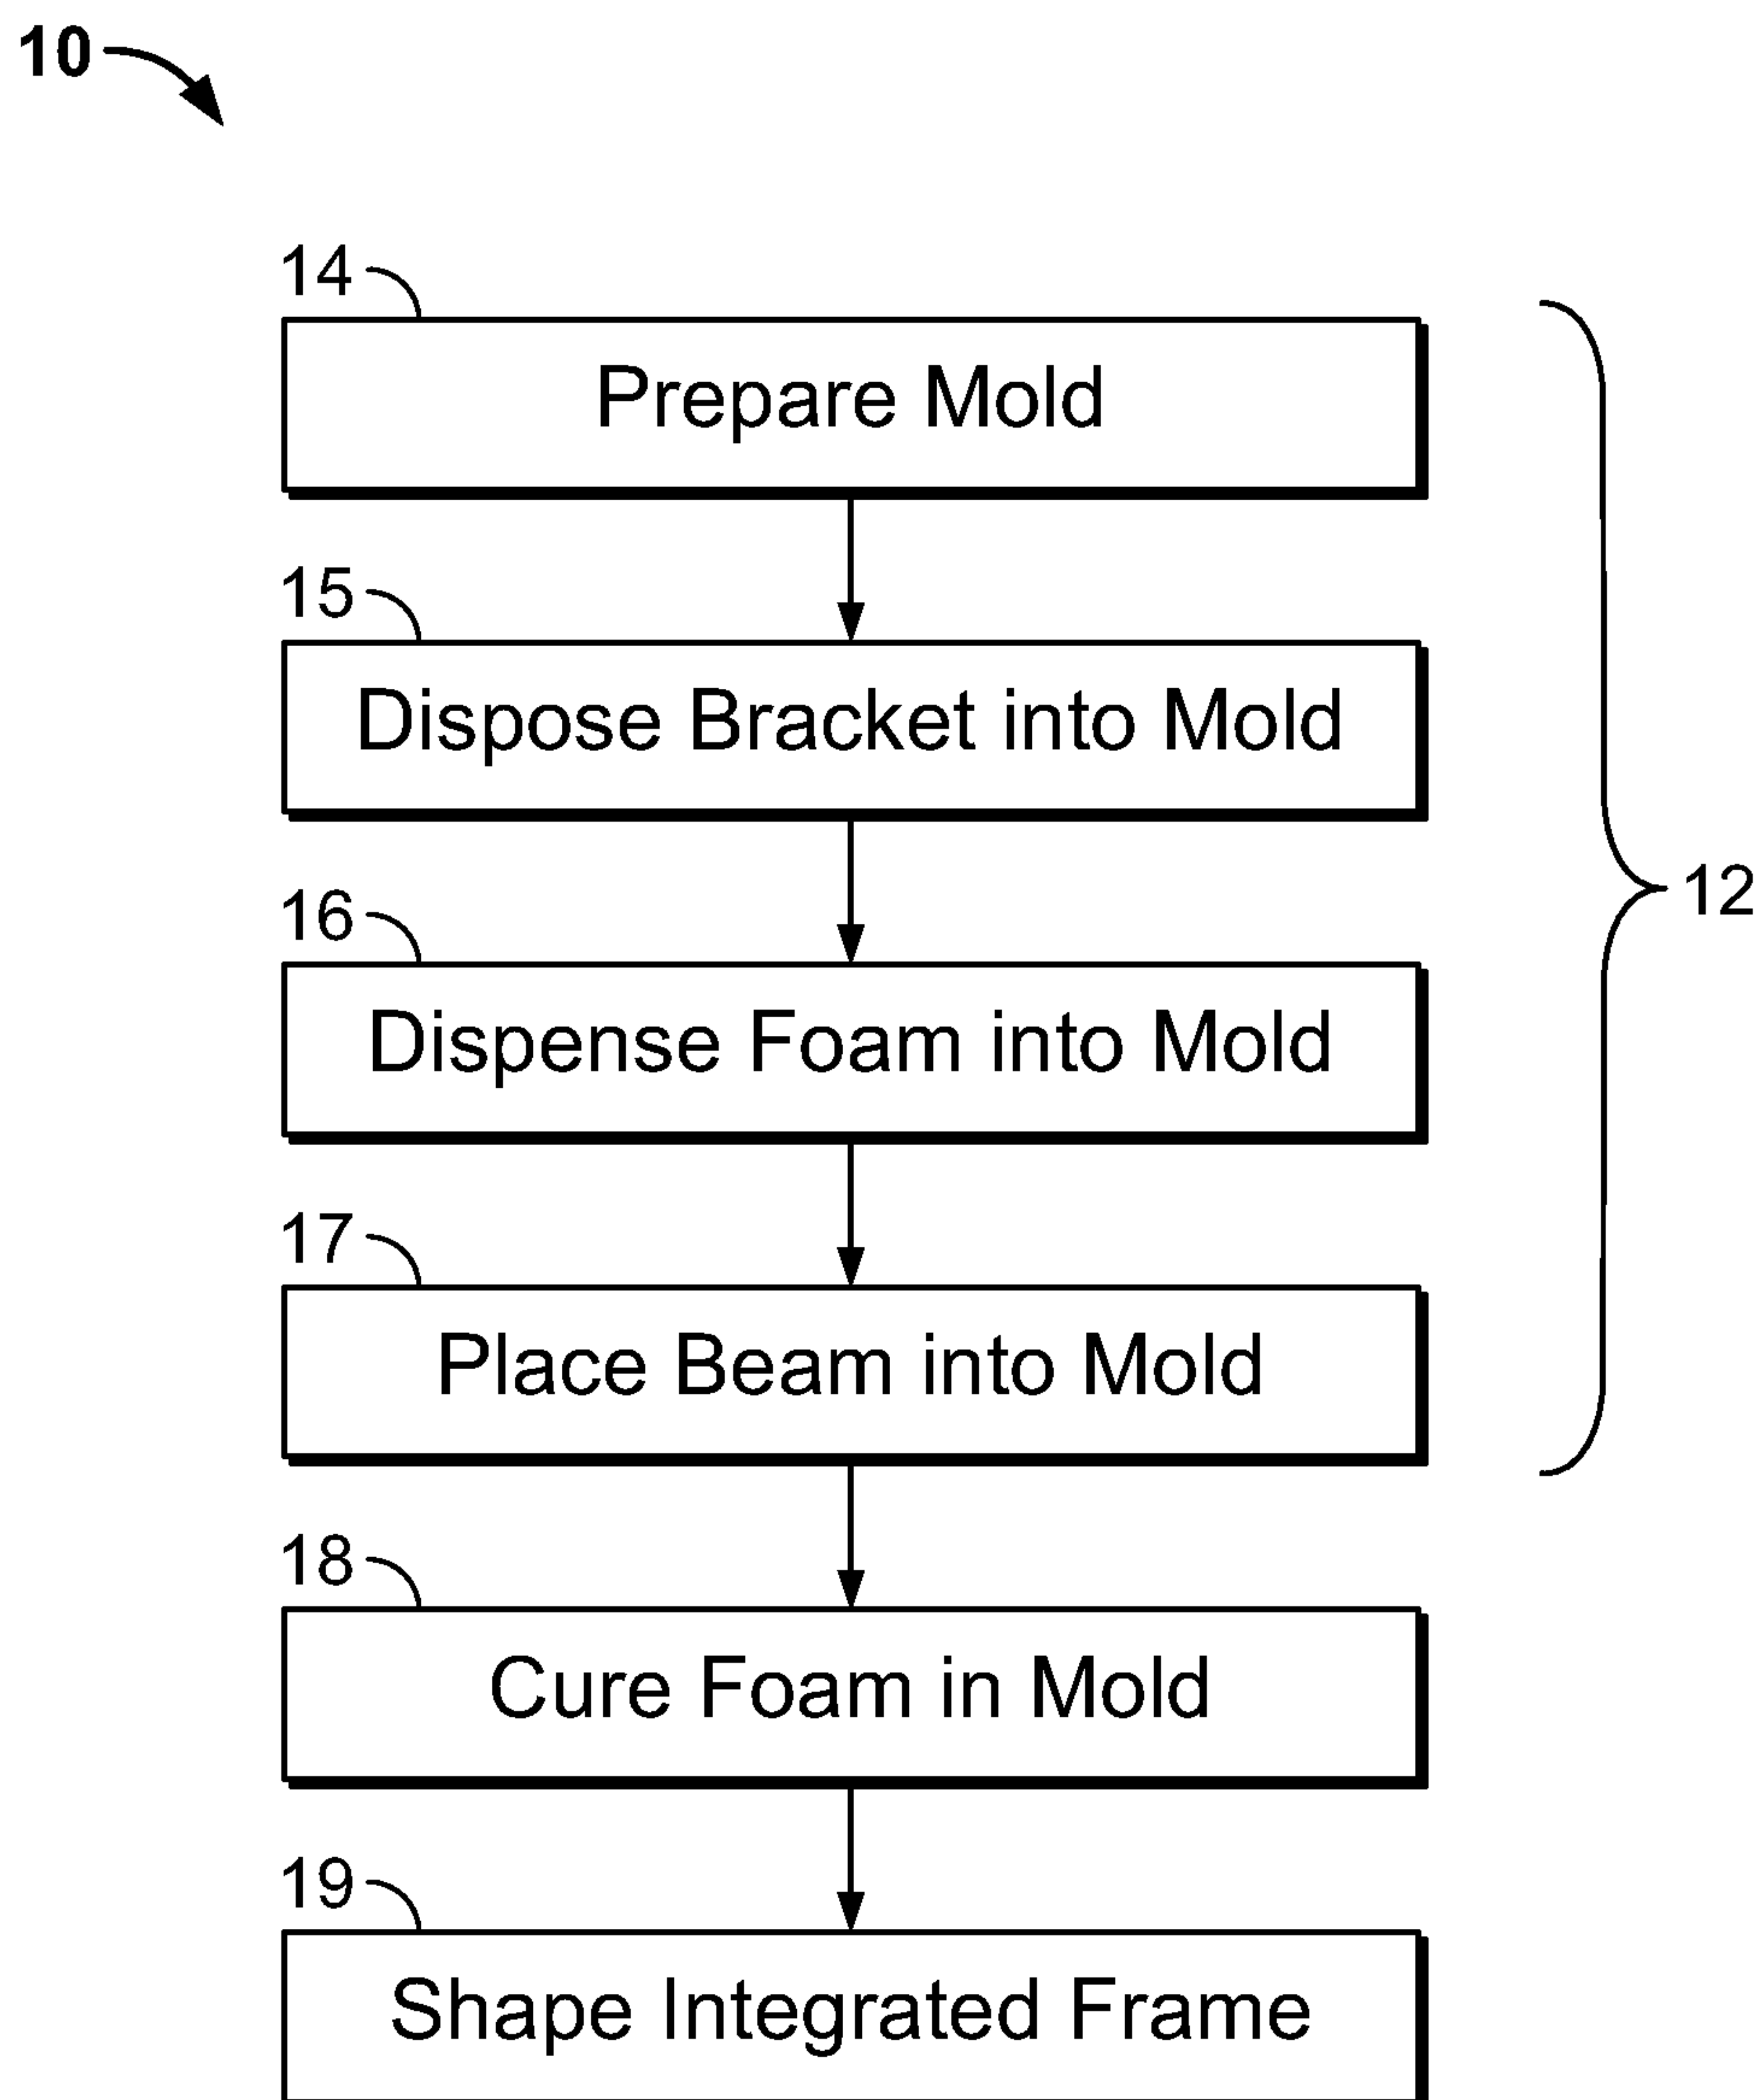 10
14
Prepare Mold
15
Dispose Bracket into Mold
12
16
Dispense Foam into Mold
17
Place Beam into Mold
18
Cure Foam in Mold
19
Shape Integrated Frame